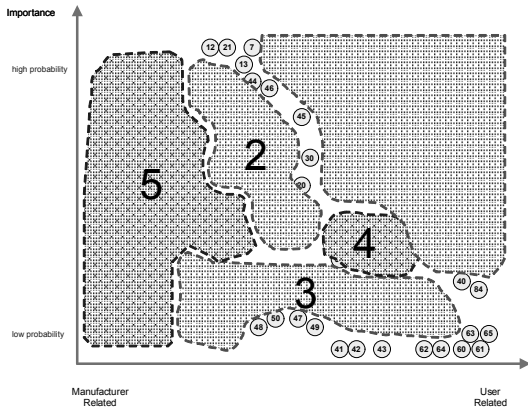 Importance
12 21 7
high probability
13
44 46
45
2
30
5
20
4
40
84
3
50 47
48 49
low probability
63 65
41 42 43 62 64 60 61
Manufacturer
Related
User
Related